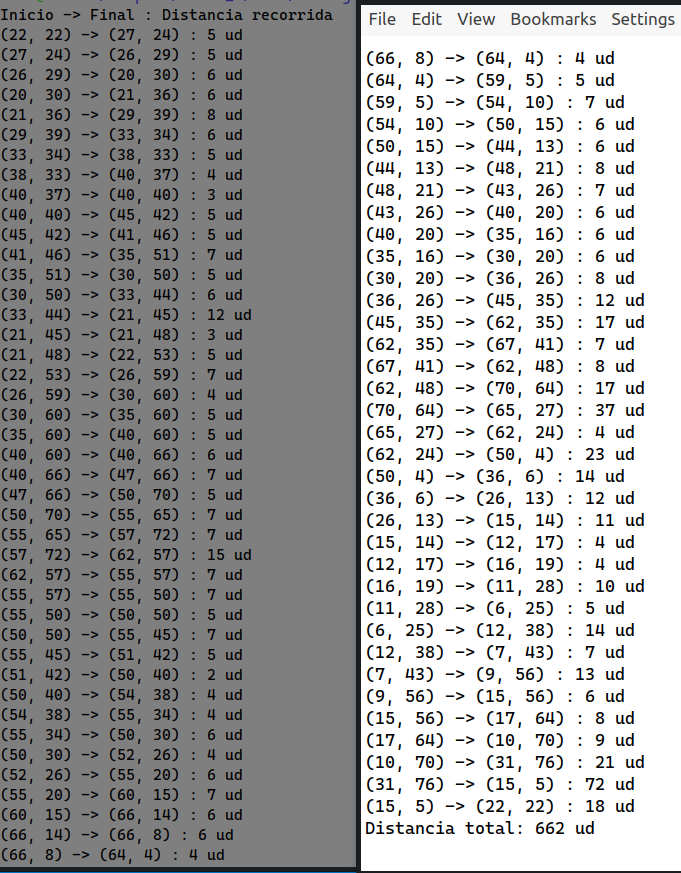 Inicio -> Final : Distancia recorrida
(22, 22) -> (27, 24) : 5 ud
(27, 24) -> (26, 29) : 5 ud
(26, 29) -> (20, 30) : 6 ud
(20, 30) -> (21, 36) : 6 ud
(21, 36) -> (29, 39) : 8 ud
(29, 39) -> (33, 34) : 6 ud
(33, 34) -> (38, 33) : 5 ud
(38, 33) -> (40, 37) : 4 ud
(40, 37) -> (40, 40) : 3 ud
(40, 40) -> (45, 42) : 5 ud
(45, 42) -> (41, 46) : 5 ud
(41, 46) -> (35, 51) : 7 ud
(35, 51) -> (30, 50) : 5 ud
(30, 50) -> (33, 44) : 6 ud
(33, 44) -> (21, 45) : 12 ud
(21, 45) -> (21, 48) : 3 ud
(21, 48) -> (22, 53) : 5 ud
(22, 53) -> (26, 59) : 7 ud
(26, 59) -> (30, 60) : 4 ud
(30, 60) -> (35, 60) : 5 ud
(35, 60) -> (40, 60) : 5 ud
(40, 60) -> (40, 66) : 6 ud
(40, 66) -> (47, 66) : 7 ud
(47, 66) -> (50, 70) : 5 ud
(50, 70) -> (55, 65) : 7 ud
(55, 65) -> (57, 72) : 7 ud
(57, 72) -> (62, 57) : 15 ud
(62, 57) -> (55, 57) : 7 ud
(55, 57) -> (55, 50) : 7 ud
(55, 50) -> (50, 50) : 5 ud
(50, 50) -> (55, 45) : 7 ud
(55, 45) -> (51, 42) : 5 ud
(51, 42) -> (50, 40) : 2 ud
(50, 40) -> (54, 38) : 4 ud
(54, 38) -> (55, 34) : 4 ud
(55, 34) -> (50, 30) : 6 ud
(50, 30) -> (52, 26) : 4 ud
(52, 26) -> (55, 20) : 6 ud
(55, 20) -> (60, 15) : 7 ud
(60, 15) -> (66, 14) : 6 ud
(66, 14) -> (66, 8) : 6 ud
(66, 8) -> (64, 4) : 4 ud
File Edit View Bookmarks Settings
(66, 8) -> (64, 4) : 4 ud
(64, 4) -> (59, 5) : 5 ud
(59, 5) -> (54, 10) : 7 ud
(54, 10) -> (50, 15) : 6 ud
(50, 15) -> (44, 13) : 6 ud
(44, 13) -> (48, 21) : 8 ud
(48, 21) -> (43, 26) : 7 ud
(43, 26) -> (40, 20) : 6 ud
(40, 20) -> (35, 16) : 6 ud
(35, 16) -> (30, 20) : 6 ud
(30, 20) -> (36, 26) : 8 ud
(36, 26) -> (45, 35) : 12 ud
(45, 35) -> (62, 35) : 17 ud
(62, 35) -> (67, 41) : 7 ud
(67, 41) -> (62, 48) : 8 ud
(62, 48) -> (70, 64) : 17 ud
(70, 64) -> (65, 27) : 37 ud
(65, 27) -> (62, 24) : 4 ud
(62, 24) -> (50, 4) : 23 ud
(50, 4) -> (36, 6) : 14 ud
(36, 6) -> (26, 13) : 12 ud
(26, 13) -> (15, 14) : 11 ud
(15, 14) -> (12, 17) : 4 ud
(12, 17) -> (16, 19) : 4 ud
(16, 19) -> (11, 28) : 10 ud
(11, 28) -> (6, 25) : 5 ud
(6, 25) -> (12, 38) : 14 ud
(12, 38) -> (7, 43) : 7 ud
(7, 43) -> (9, 56) : 13 ud
(9, 56) -> (15, 56) : 6 ud
(15, 56) -> (17, 64) : 8 ud
(17, 64) -> (10, 70) : 9 ud
(10, 70) -> (31, 76) : 21 ud
(31, 76) -> (15, 5) : 72 ud
(15, 5) -> (22, 22) : 18 ud
Distancia total: 662 ud